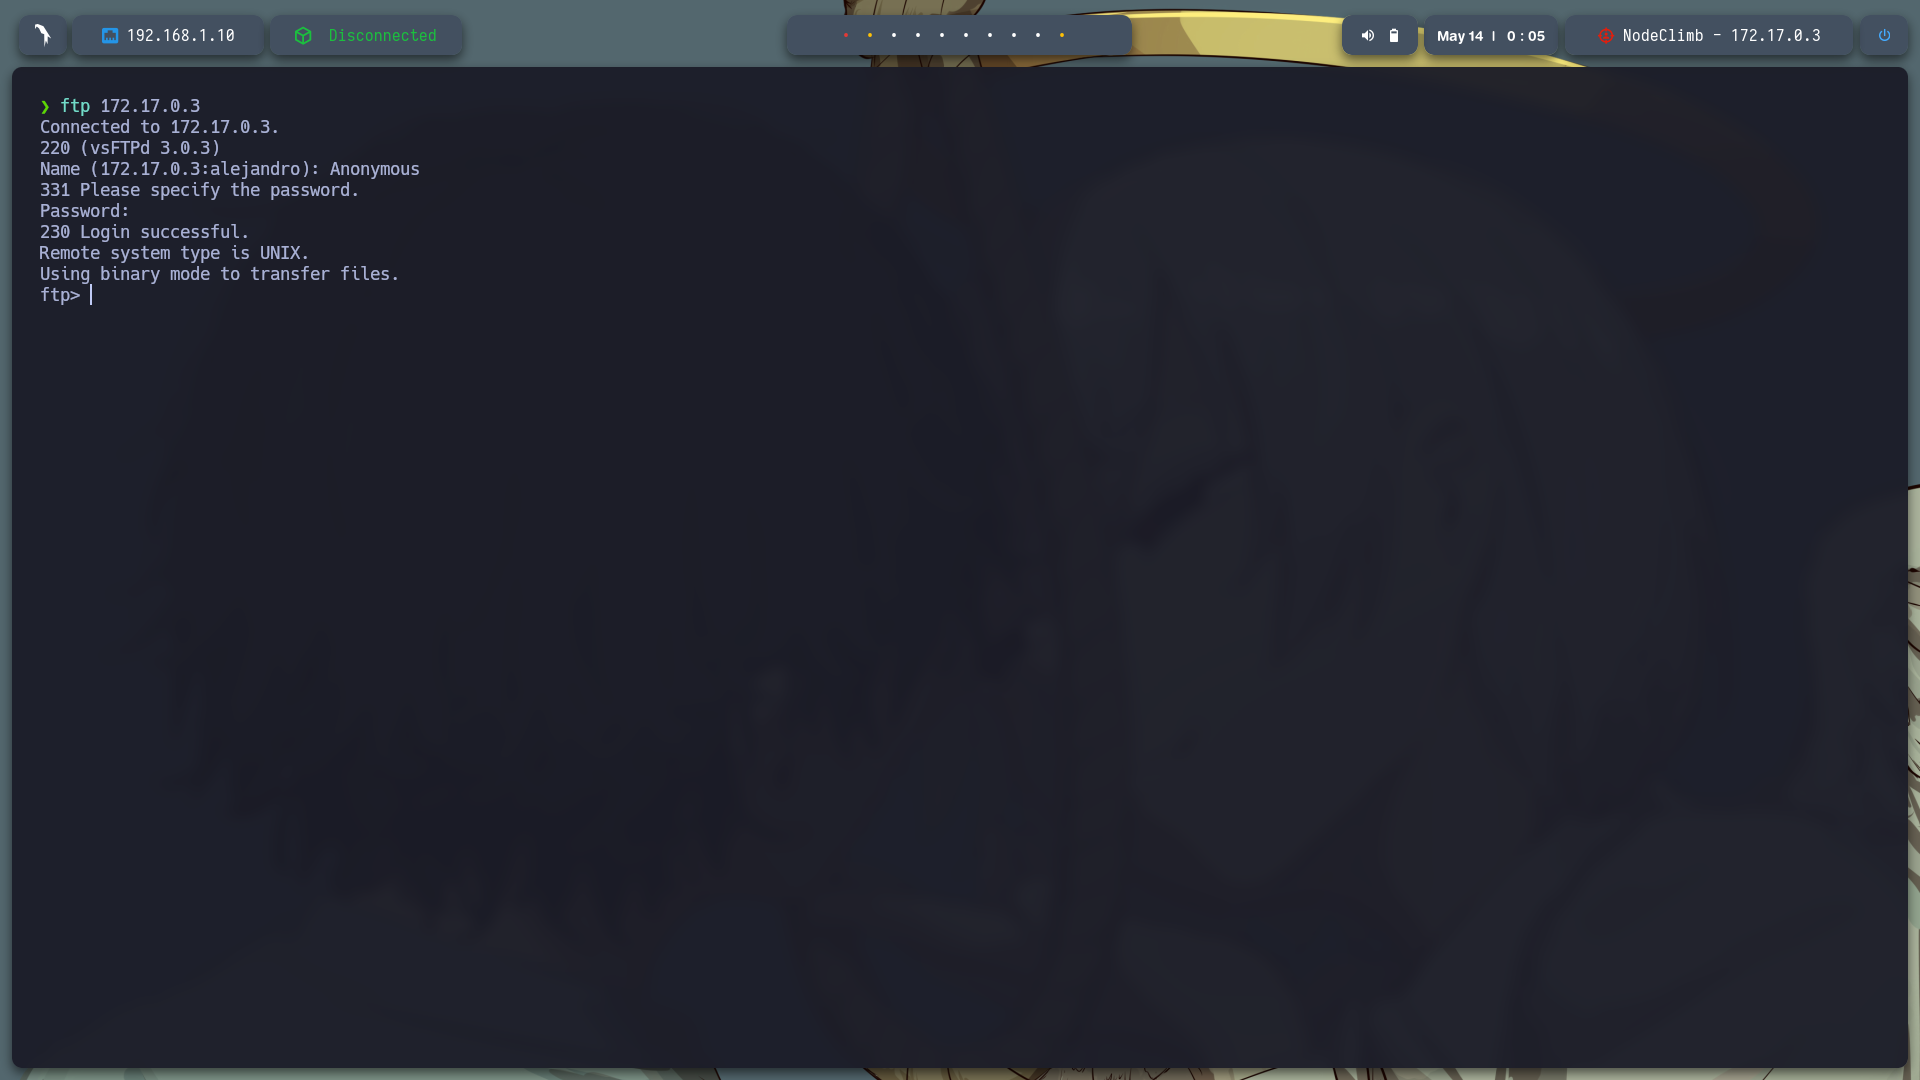 192.168.1.10
Disconnected
May 14 | 0 : 05
NodeClimb - 172.17.0.3
❯ ftp 172.17.0.3
Connected to 172.17.0.3.
220 (vsFTPd 3.0.3)
Name (172.17.0.3:alejandro): Anonymous
331 Please specify the password.
Password:
230 Login successful.
Remote system type is UNIX.
Using binary mode to transfer files.
ftp>